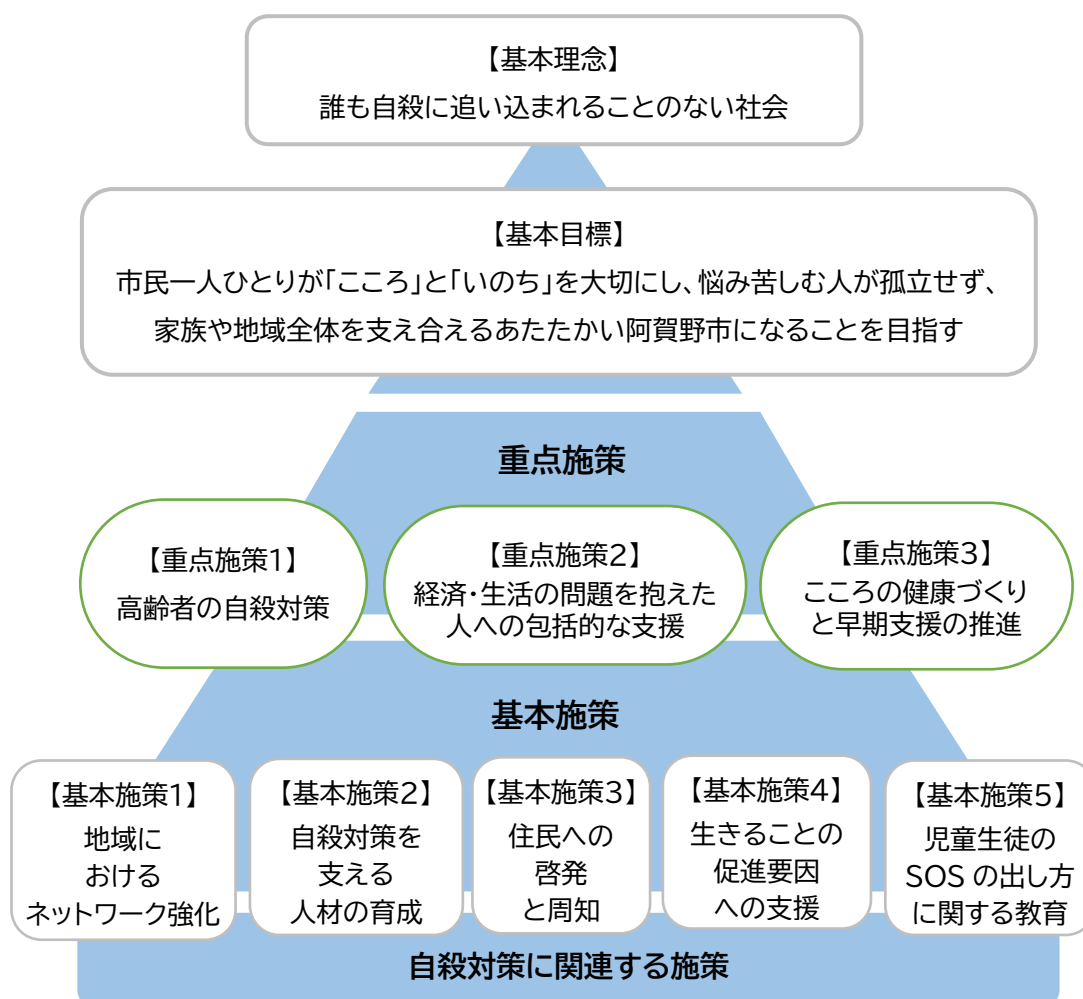 【基本理念】
誰も自殺に追い込まれることのない社会
【基本目標】
市民一人ひとりが「こころ」と「いのち」を大切にし、悩み苦しむ人が孤立せず、
家族や地域全体を支え合えるあたたかい阿賀野市になることを目指す
重点施策
【重点施策1】
高齢者の自殺対策
【重点施策2】
経済・生活の問題を抱えた
人への包括的な支援
【重点施策3】
こころの健康づくり
と早期支援の推進
基本施策
【基本施策1】
地域に
おける
ネットワーク強化
【基本施策2】
自殺対策を
支える
人材の育成
【基本施策3】
住民への
啓発
と周知
【基本施策4】
生きることの
促進要因
への支援
【基本施策5】
児童生徒の
SOS の出し方
に関する教育
自殺対策に関連する施策